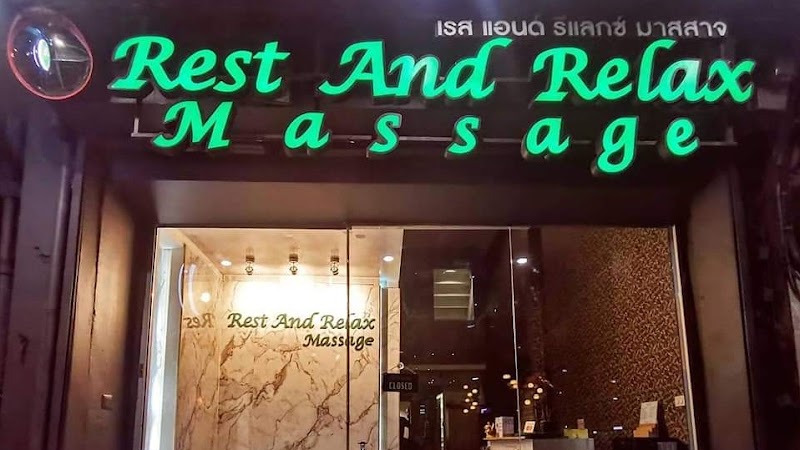 เรส แอนด์ รีแลกซ์ มาสสาจ
Rest And Relax
Massage
Rest And Relax
Massage
CLOSED